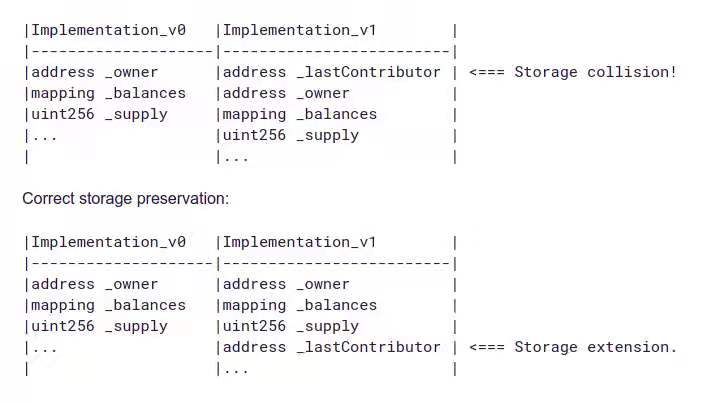 |Implementation_v0   |Implementation_v1        |
|--------------------|-------------------------|
|address _owner      |address _lastContributor | <=== Storage collision!
|mapping _balances   |address _owner           |
|uint256 _supply     |mapping _balances        |
|...                 |uint256 _supply          |
|                    |...                      |
Correct storage preservation:
|Implementation_v0   |Implementation_v1        |
|--------------------|-------------------------|
|address _owner      |address _owner           |
|mapping _balances   |mapping _balances        |
|uint256 _supply     |uint256 _supply          |
|...                 |address _lastContributor | <=== Storage extension.
|                    |...                      |